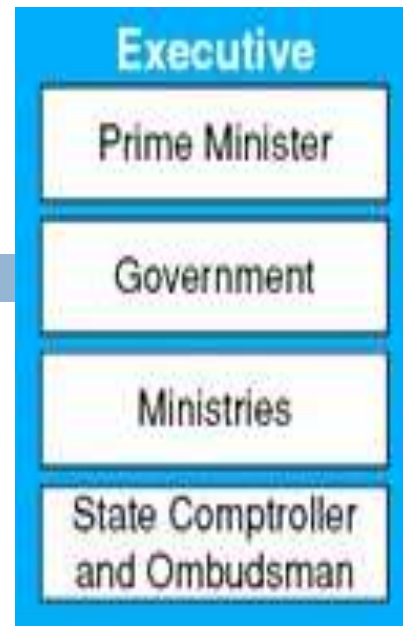 Executive
Prime Minister
Government
Ministries
State Comptroller
and Ombudsman